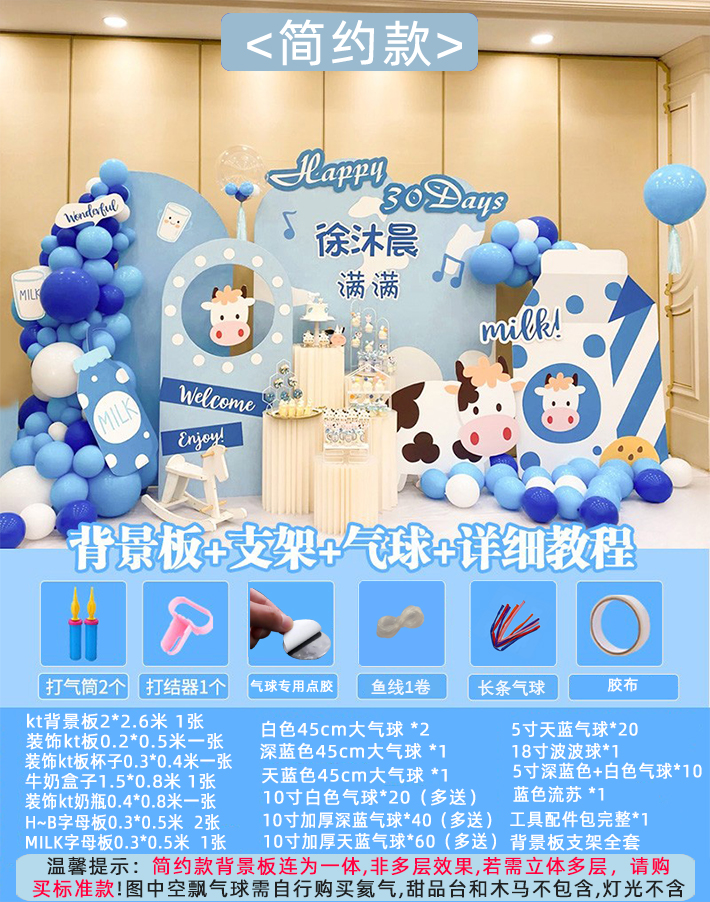 <简约款>
Happy
30Days
Wonderful
徐沐晨
满满
MILK
milk!
MILK
Welcome
Enjoy!
背景板+支架+气球+详细教程
打气筒2个
打结器1个
气球专用点胶
鱼线1卷
长条气球
胶布
kt背景板2*2.6米 1张
装饰kt板0.2*0.5米一张
装饰kt板杯子0.3*0.4米一张
牛奶盒子1.5*0.8米 1张
装饰kt奶瓶0.4*0.8米一张
H~B字母板0.3*0.5米 2张
MILK字母板0.3*0.5米 1张
白色45cm大气球 *2
深蓝色45cm大气球 *1
天蓝色45cm大气球 *1
10寸白色气球*20（多送）
10寸加厚深蓝气球*40（多送）
10寸加厚天蓝气球*60（多送）
5寸天蓝气球*20
18寸波波球*1
5寸深蓝色+白色气球*10
蓝色流苏 *1
工具配件包完整*1
背景板支架全套
温馨提示：简约款背景板连为一体,非多层效果,若需立体多层，请购
买标准款!图中空飘气球需自行购买氦气,甜品台和木马不包含,灯光不含